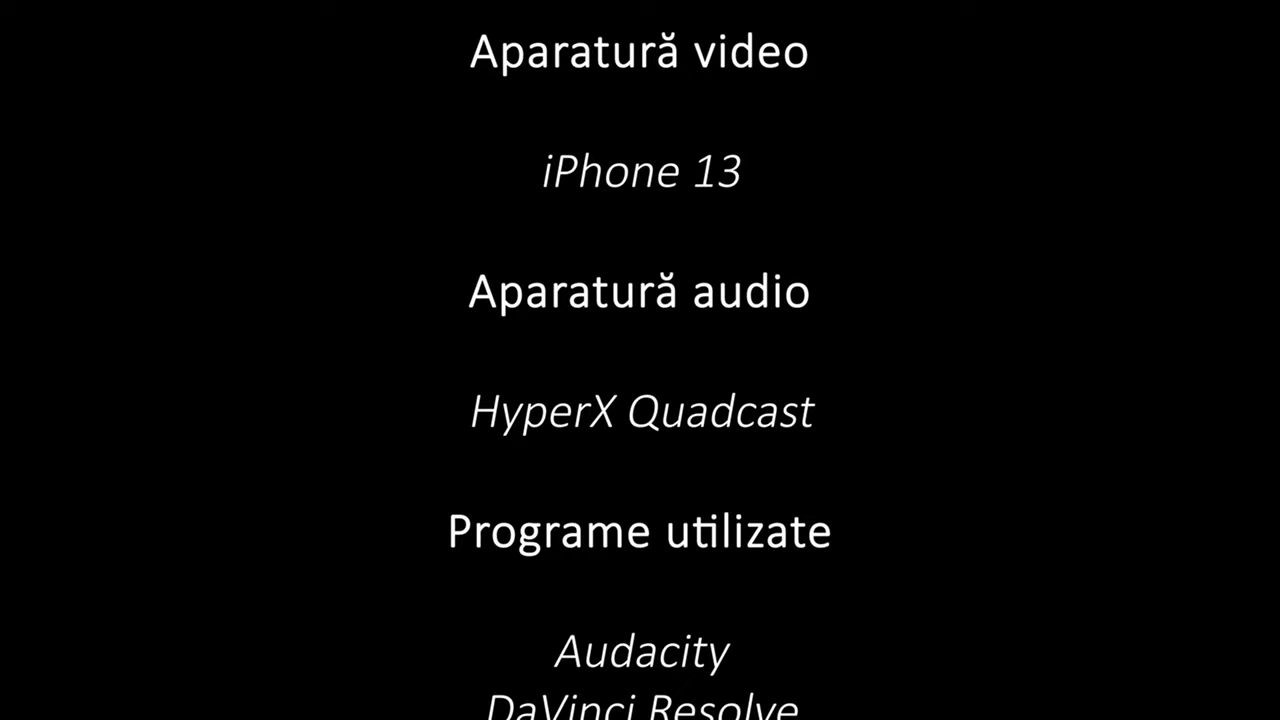 Aparatură video
iPhone 13
Aparatură audio
HyperX Quadcast
Programe utilizate
Audacity
DaVinci Resolve